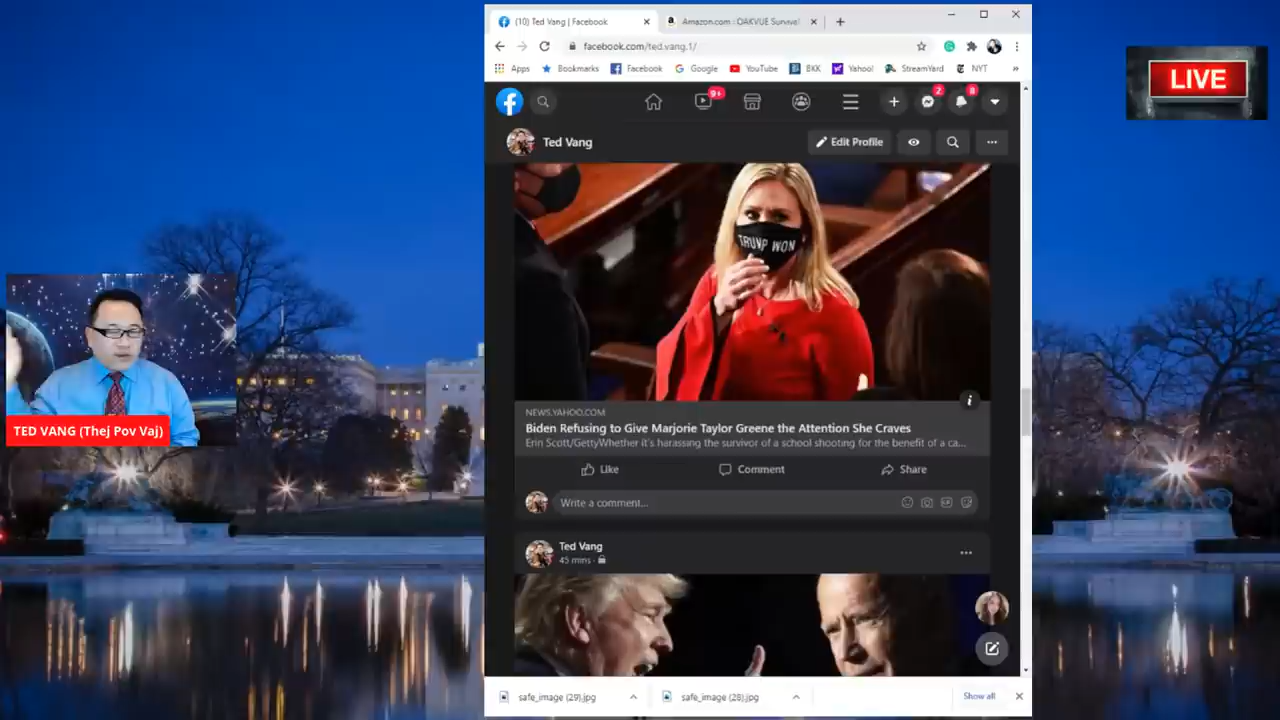 (10) Ted Vang | Facebook
Amazon.com : OAKVUE Survival
facebook.com/ted.vang.1/
Apps Bookmarks Facebook Google YouTube BKK Yahoo! StreamYard NYT »
LIVE
9+ 2 8
Ted Vang
Edit Profile
TRUMP WON
NEWS.YAHOO.COM
Biden Refusing to Give Marjorie Taylor Greene the Attention She Craves
Erin Scott/GettyWhether it's harassing the survivor of a school shooting for the benefit of a ca...
Like Comment Share
Write a comment...
Ted Vang
45 mins ·
TED VANG (Thej Pov Vaj)
safe_image (29).jpg
safe_image (28).jpg
Show all